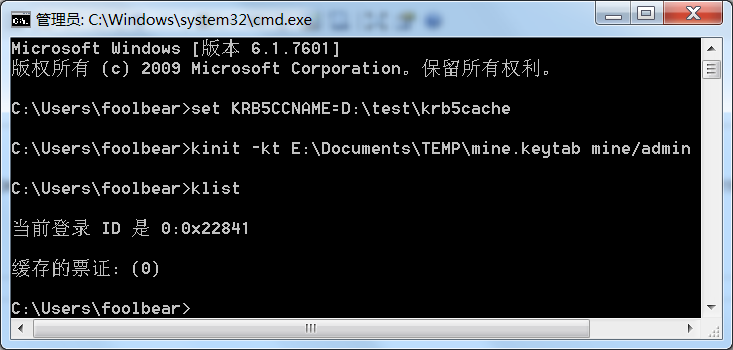 管理员: C:\Windows\system32\cmd.exe
Microsoft Windows [版本 6.1.7601]
版权所有 (c) 2009 Microsoft Corporation。保留所有权利。
C:\Users\foolbear>set KRB5CCNAME=D:\test\krb5cache
C:\Users\foolbear>kinit -kt E:\Documents\TEMP\mine.keytab mine/admin
C:\Users\foolbear>klist
当前登录 ID 是 0:0x22841
缓存的票证: (0)
C:\Users\foolbear>